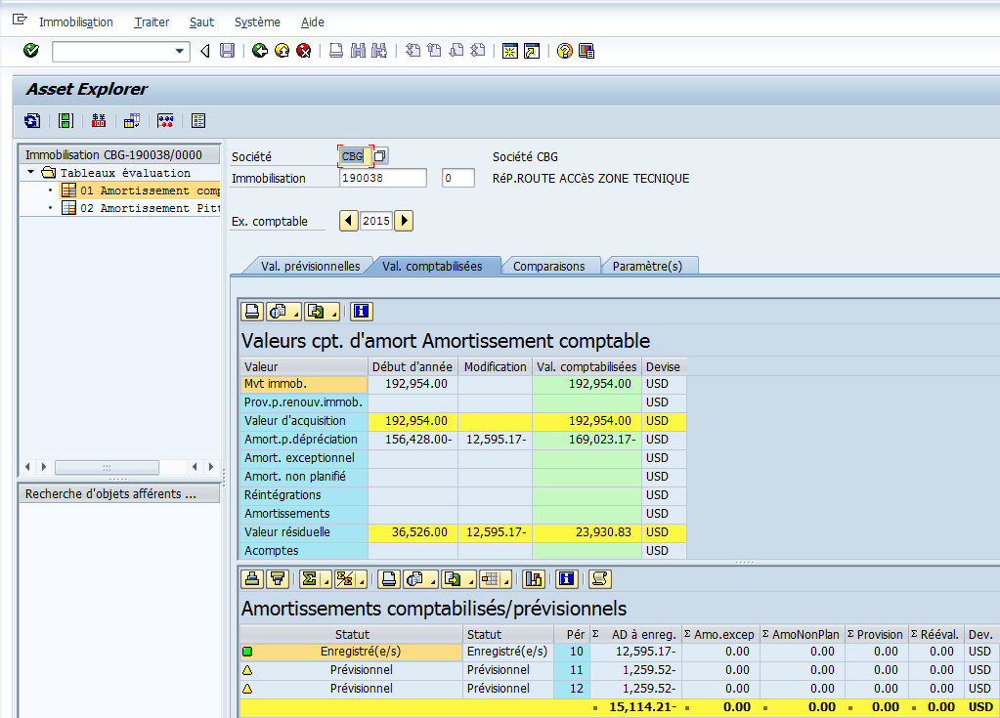 Immobilisation Traiter Saut Système Aide
Asset Explorer
Immobilisation CBG-190038/0000
Tableaux évaluation
01 Amortissement comp
02 Amortissement Pitt
Recherche d'objets afférents ...
Société CBG Société CBG
Immobilisation 190038 0 RéP.ROUTE ACCèS ZONE TECNIQUE
Ex. comptable 2015
Val. prévisionnelles Val. comptabilisées Comparaisons Paramètre(s)
Valeurs cpt. d'amort Amortissement comptable
Valeur Début d'année Modification Val. comptabilisées Devise
Mvt immob. 192,954.00 192,954.00 USD
Prov.p.renouv.immob. USD
Valeur d'acquisition 192,954.00 192,954.00 USD
Amort.p.dépréciation 156,428.00- 12,595.17- 169,023.17- USD
Amort. exceptionnel USD
Amort. non planifié USD
Réintégrations USD
Amortissements USD
Valeur résiduelle 36,526.00 12,595.17- 23,930.83 USD
Acomptes USD
Amortissements comptabilisés/prévisionnels
Statut Statut Pér Σ AD à enreg. Σ Amo.excep Σ AmoNonPlan Σ Provision Σ Rééval. Dev.
Enregistré(e/s) Enregistré(e/s) 10 12,595.17- 0.00 0.00 0.00 0.00 USD
Prévisionnel Prévisionnel 11 1,259.52- 0.00 0.00 0.00 0.00 USD
Prévisionnel Prévisionnel 12 1,259.52- 0.00 0.00 0.00 0.00 USD
15,114.21- 0.00 0.00 0.00 0.00 USD